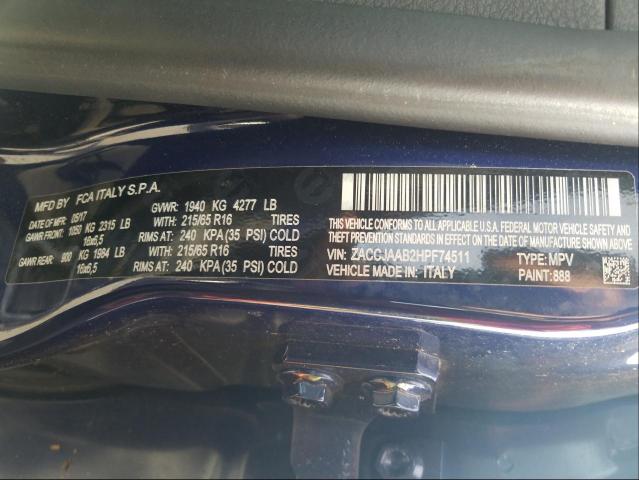 MFD BY FCA ITALY S.P.A.
DATE OF MFR: 05/17 GVWR: 1940 KG 4277 LB
GAWR FRONT: 1050 KG 2315 LB WITH: 215/65 R16 TIRES
16x6,5 RIMS AT: 240 KPA (35 PSI) COLD
GAWR REAR: 900 KG 1984 LB WITH: 215/65 R16 TIRES
16x6,5 RIMS AT: 240 KPA (35 PSI) COLD
THIS VEHICLE CONFORMS TO ALL APPLICABLE U.S.A. FEDERAL MOTOR VEHICLE SAFETY AND
THEFT PREVENTION STANDARDS IN EFFECT ON THE DATE OF MANUFACTURE SHOWN ABOVE.
VIN: ZACCJAAB2HPF74511 TYPE: MPV
MADE IN: ITALY PAINT: 888